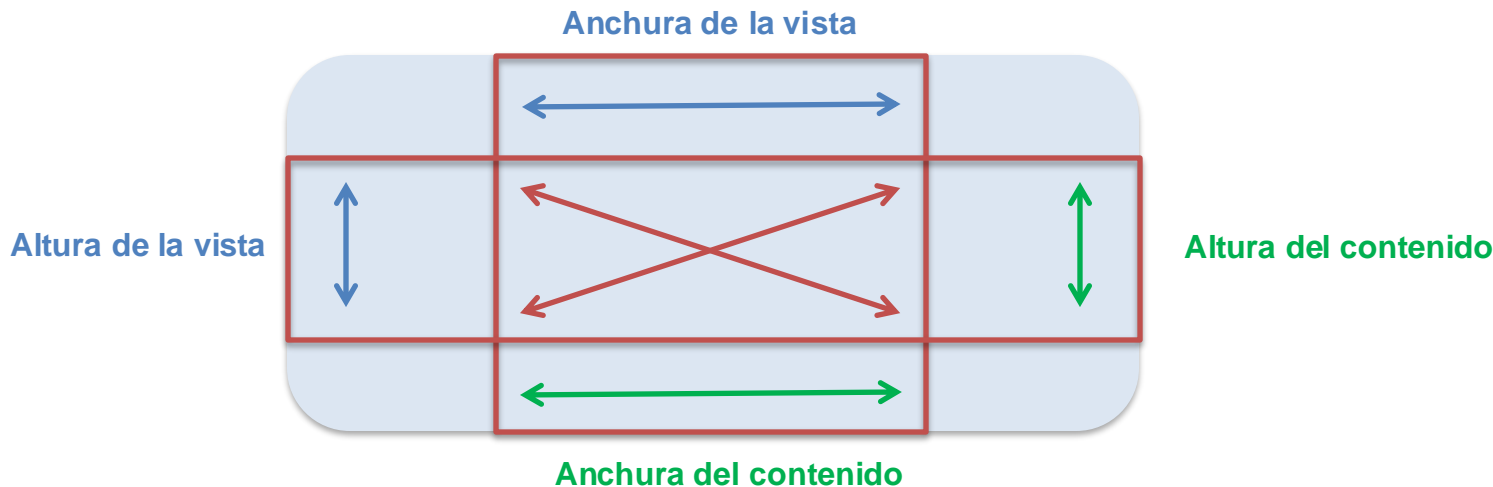 Anchura de la vista
Altura de la vista
Altura del contenido
Anchura del contenido